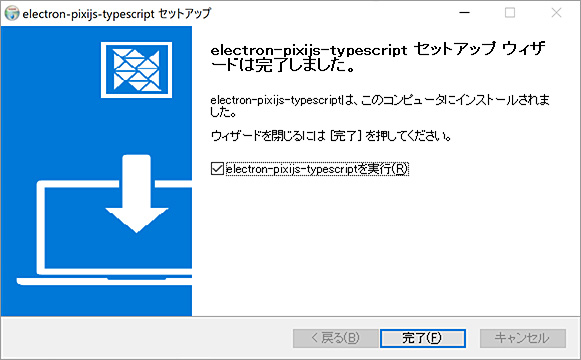 electron-pixijs-typescript セットアップ
electron-pixijs-typescript セットアップ ウィザ
ードは完了しました。
electron-pixijs-typescriptは、このコンピュータにインストールされま
した。
ウィザードを閉じるには [完了] を押してください。
electron-pixijs-typescriptを実行(R)
< 戻る(B)
完了(F)
キャンセル